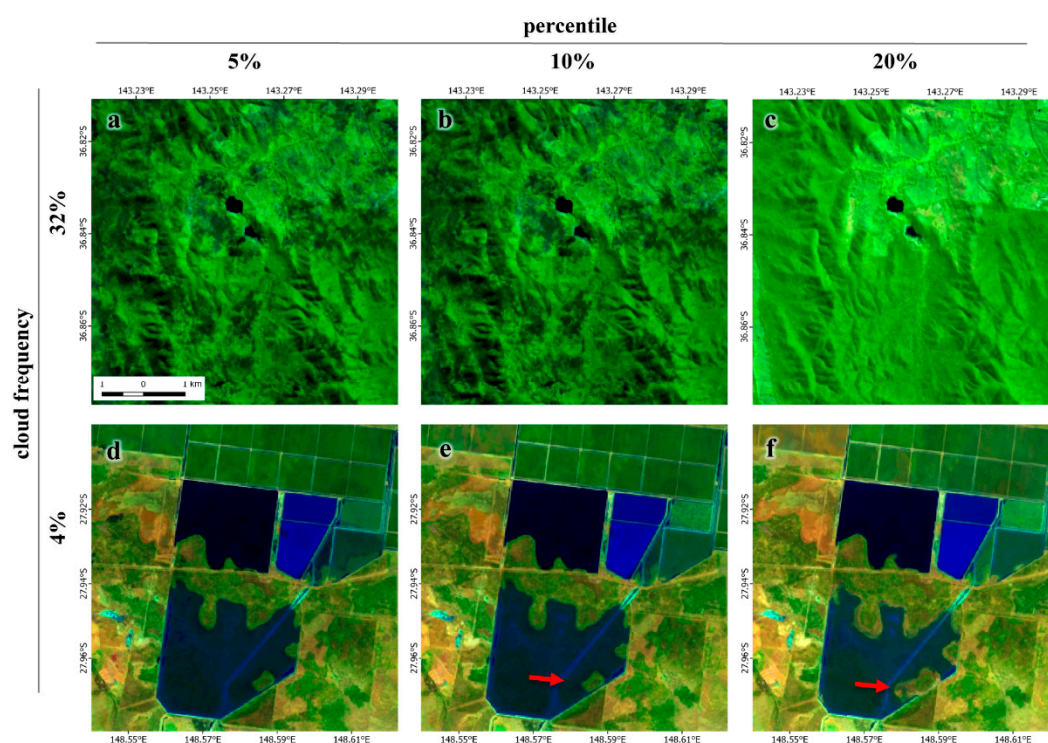 percentile
5% 10% 20%
143.23°E 143.25°E 143.27°E 143.29°E 143.23°E 143.25°E 143.27°E 143.29°E 143.23°E 143.25°E 143.27°E 143.29°E
cloud frequency
32%
a b c
36.82°S 36.82°S 36.82°S
36.84°S 36.84°S 36.84°S
36.86°S 36.86°S 36.86°S
1 0 1 km
4%
d e f
27.92°S 27.92°S 27.92°S
27.94°S 27.94°S 27.94°S
27.96°S 27.96°S 27.96°S
148.55°E 148.57°E 148.59°E 148.61°E 148.55°E 148.57°E 148.59°E 148.61°E 148.55°E 148.57°E 148.59°E 148.61°E